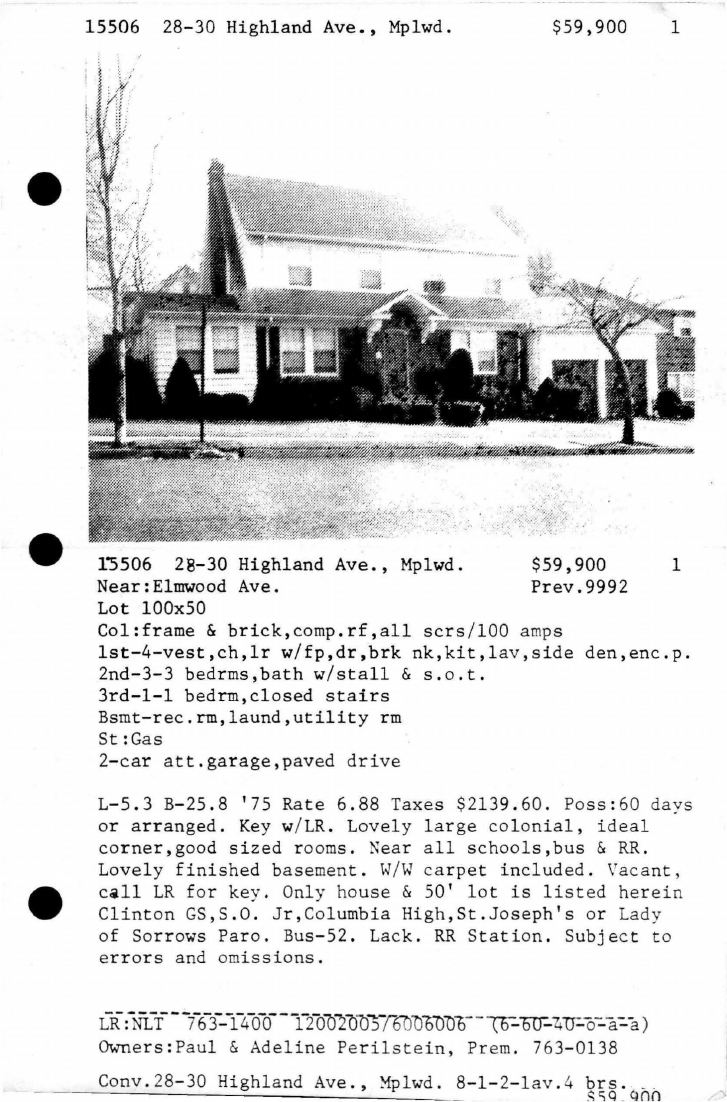 15506 28-30 Highland Ave., Mplwd. $59,900 1
15506 28-30 Highland Ave., Mplwd. $59,900 1
Near:Elmwood Ave. Prev.9992
Lot 100x50
Col:frame & brick,comp.rf,all scrs/100 amps
1st-4-vest,ch,lr w/fp,dr,brk nk,kit,lav,side den,enc.p.
2nd-3-3 bedrms,bath w/stall & s.o.t.
3rd-1-1 bedrm,closed stairs
Bsmt-rec.rm,laund,utility rm
St:Gas
2-car att.garage,paved drive
L-5.3 B-25.8 '75 Rate 6.88 Taxes $2139.60. Poss:60 days
or arranged. Key w/LR. Lovely large colonial, ideal
corner,good sized rooms. Near all schools,bus & RR.
Lovely finished basement. W/W carpet included. Vacant,
call LR for key. Only house & 50' lot is listed herein
Clinton GS,S.O. Jr,Columbia High,St.Joseph's or Lady
of Sorrows Paro. Bus-52. Lack. RR Station. Subject to
errors and omissions.
LR:NLT 763-1400 12002005/6006006 (6-60-40-o-a-a)
Owners:Paul & Adeline Perilstein, Prem. 763-0138
Conv.28-30 Highland Ave., Mplwd. 8-1-2-lav.4 brs.
$59,900